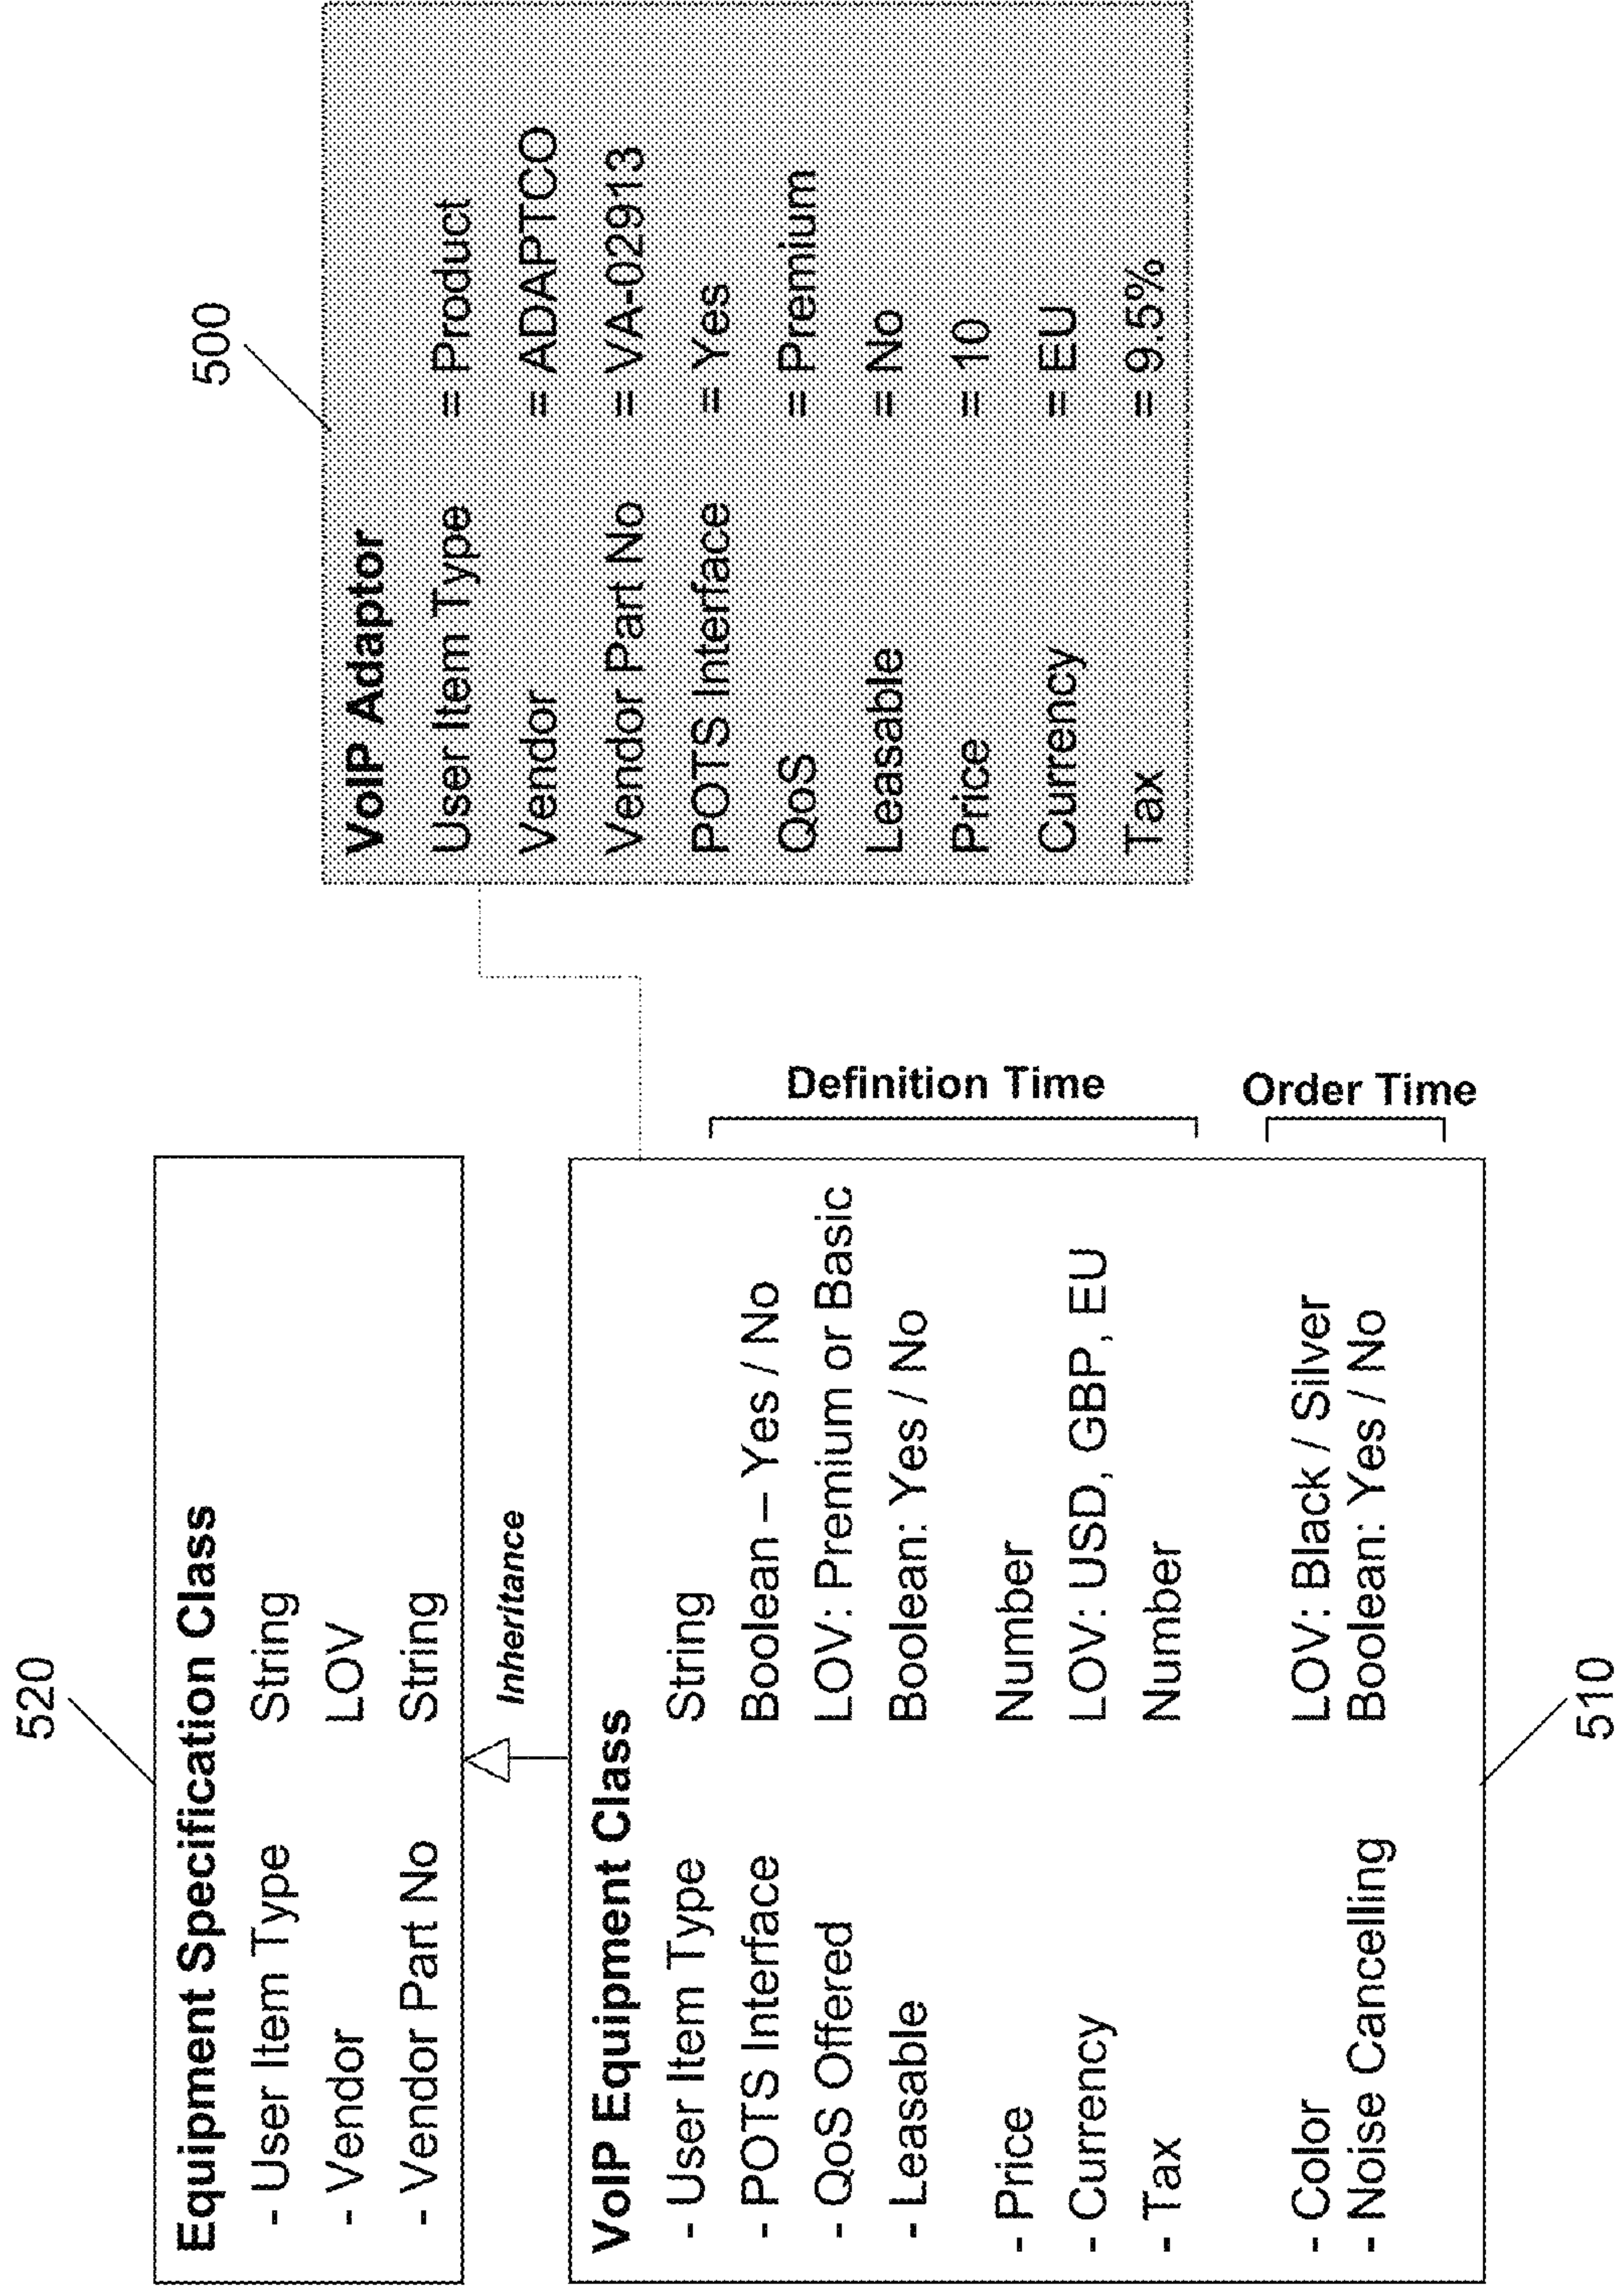 520
Equipment Specification Class
- User Item Type String
- Vendor LOV
- Vendor Part No String
Inheritance
VoIP Equipment Class
- User Item Type String
- POTS Interface Boolean – Yes / No
- QoS Offered LOV: Premium or Basic
- Leasable Boolean: Yes / No
- Price Number
- Currency LOV: USD, GBP, EU
- Tax Number
- Color LOV: Black / Silver
- Noise Cancelling Boolean: Yes / No
510
Definition Time
Order Time
500
VoIP Adaptor
User Item Type = Product
Vendor = ADAPTCO
Vendor Part No = VA-02913
POTS Interface = Yes
QoS = Premium
Leasable = No
Price = 10
Currency = EU
Tax = 9.5%